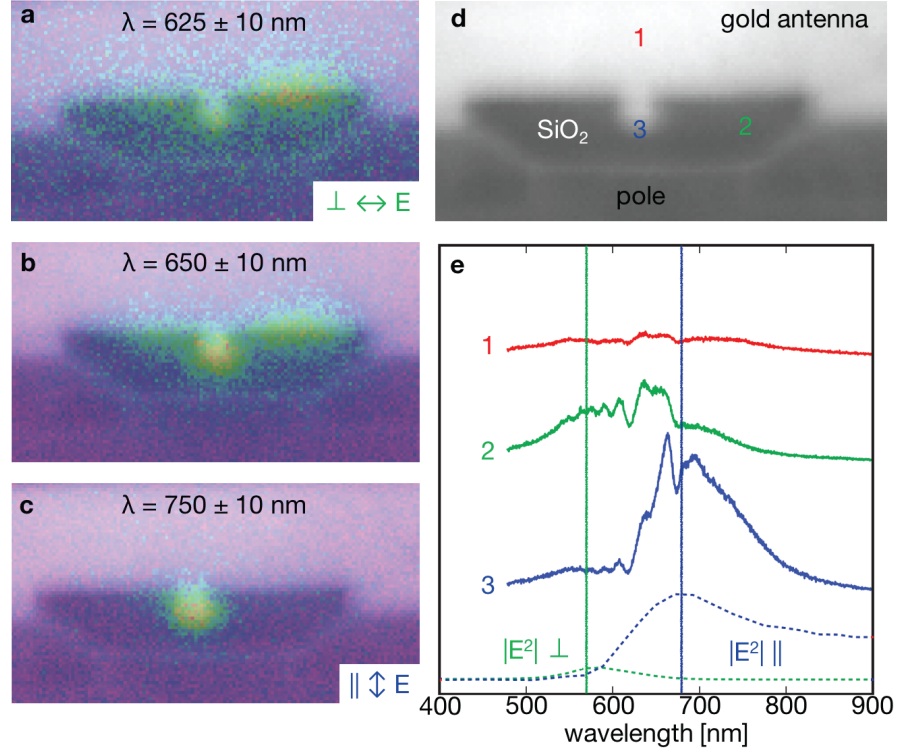 a
λ = 625 ± 10 nm
⊥ ↔ E
b
λ = 650 ± 10 nm
c
λ = 750 ± 10 nm
∥ ↕ E
d
gold antenna
1
SiO₂
3
2
pole
e
1
2
3
|E²| ⊥
|E²| ∥
400 500 600 700 800 900
wavelength [nm]